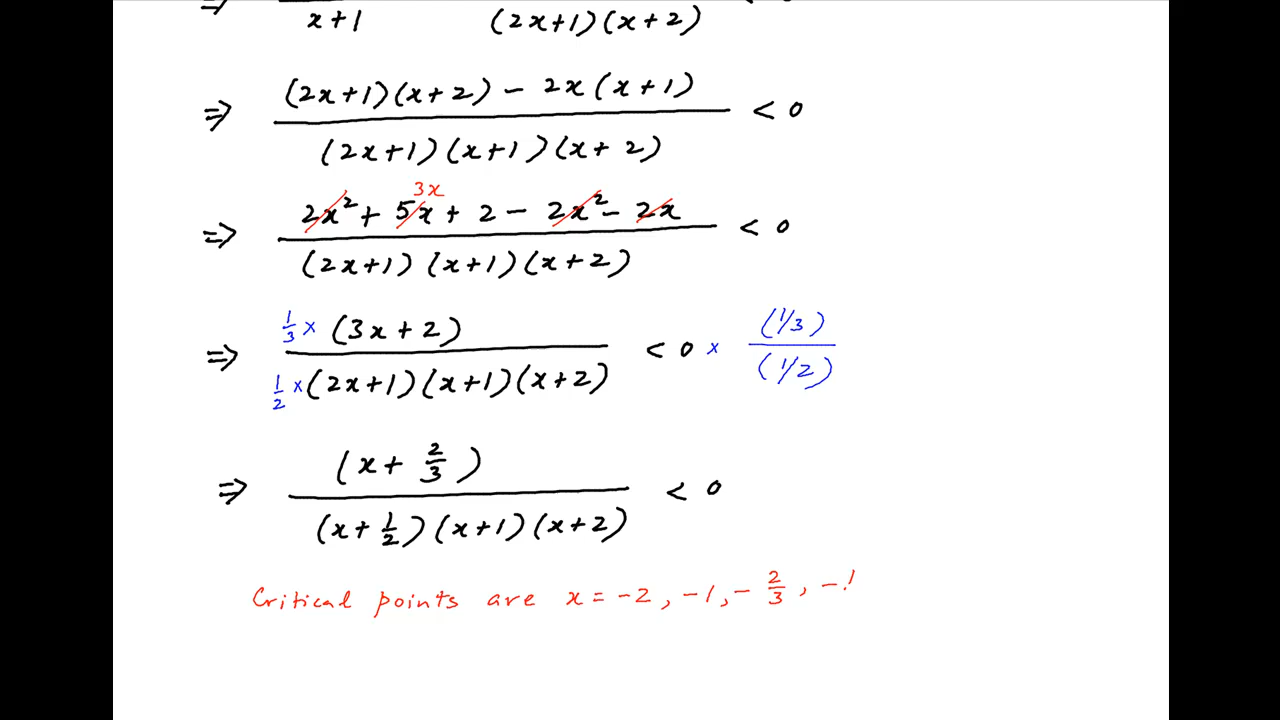 ⇒ x+1 (2x+1)(x+2) <
⇒ (2x+1)(x+2) − 2x(x+1) / (2x+1)(x+1)(x+2) < 0
3x
⇒ 2x² + 5x + 2 − 2x² − 2x / (2x+1)(x+1)(x+2) < 0
⇒ 1/3 × (3x+2) / 1/2 × (2x+1)(x+1)(x+2) < 0 × (1/3) / (1/2)
⇒ (x + 2/3) / (x + 1/2)(x+1)(x+2) < 0
Critical points are x = −2, −1, −2/3, −